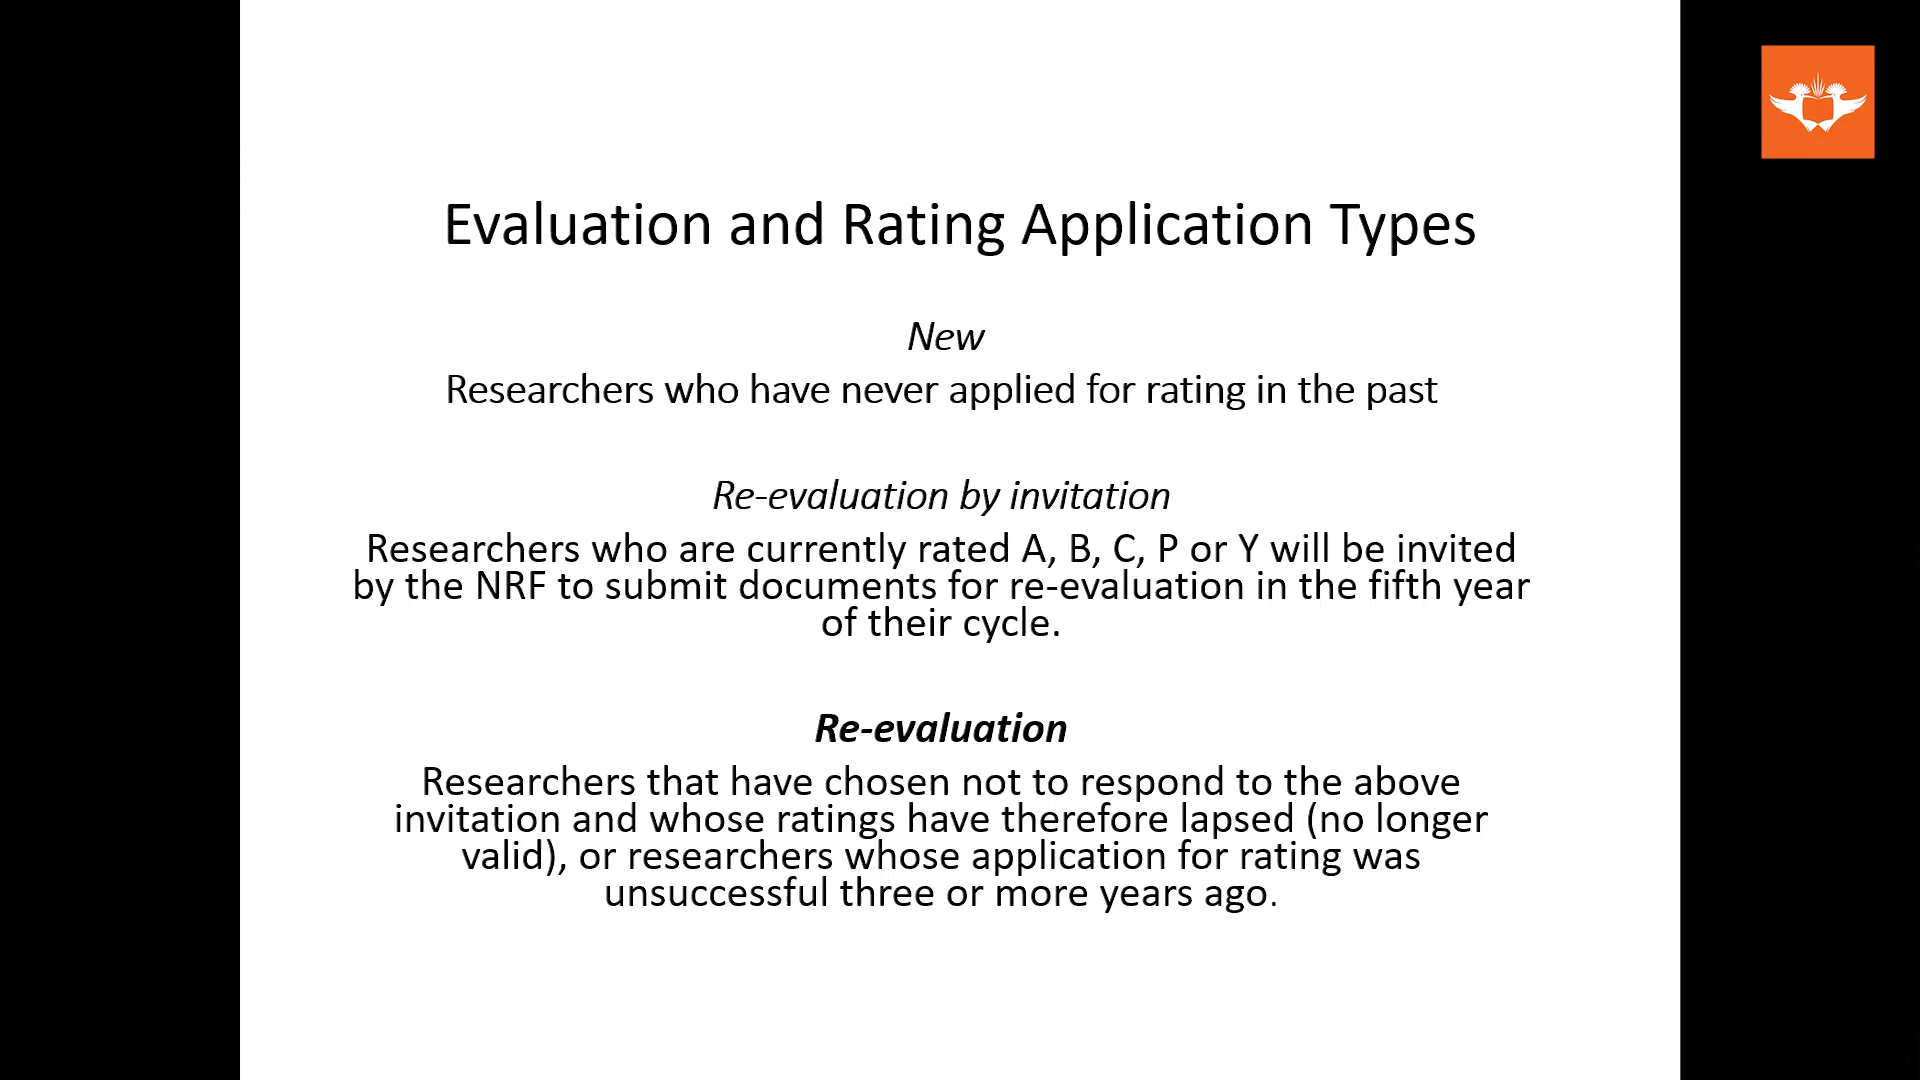 Evaluation and Rating Application Types
New
Researchers who have never applied for rating in the past
Re-evaluation by invitation
Researchers who are currently rated A, B, C, P or Y will be invited
by the NRF to submit documents for re-evaluation in the fifth year
of their cycle.
Re-evaluation
Researchers that have chosen not to respond to the above
invitation and whose ratings have therefore lapsed (no longer
valid), or researchers whose application for rating was
unsuccessful three or more years ago.